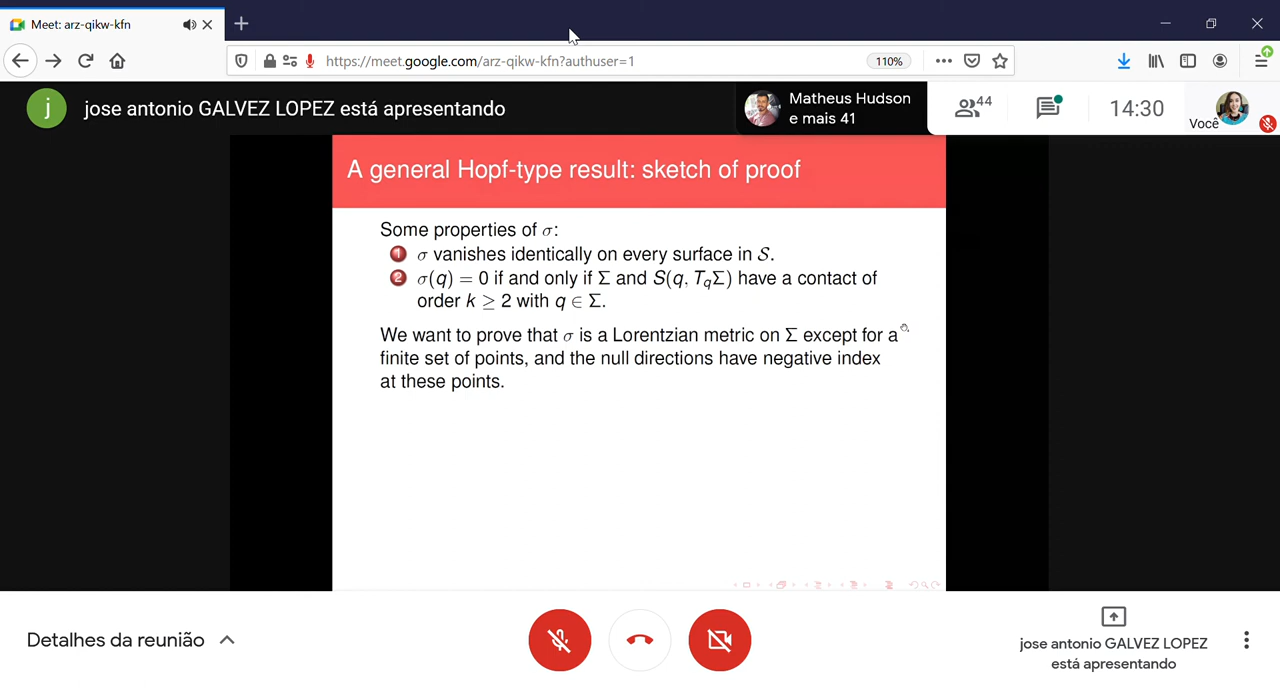 Meet: arz-qikw-kfn
https://meet.google.com/arz-qikw-kfn?authuser=1
110%
j
jose antonio GALVEZ LOPEZ está apresentando
Matheus Hudson
e mais 41
44
14:30
Você
A general Hopf-type result: sketch of proof
Some properties of σ:
1 σ vanishes identically on every surface in 𝒮.
2 σ(q) = 0 if and only if Σ and S(q, T_qΣ) have a contact of
order k ≥ 2 with q ∈ Σ.
We want to prove that σ is a Lorentzian metric on Σ except for a
finite set of points, and the null directions have negative index
at these points.
Detalhes da reunião
jose antonio GALVEZ LOPEZ
está apresentando